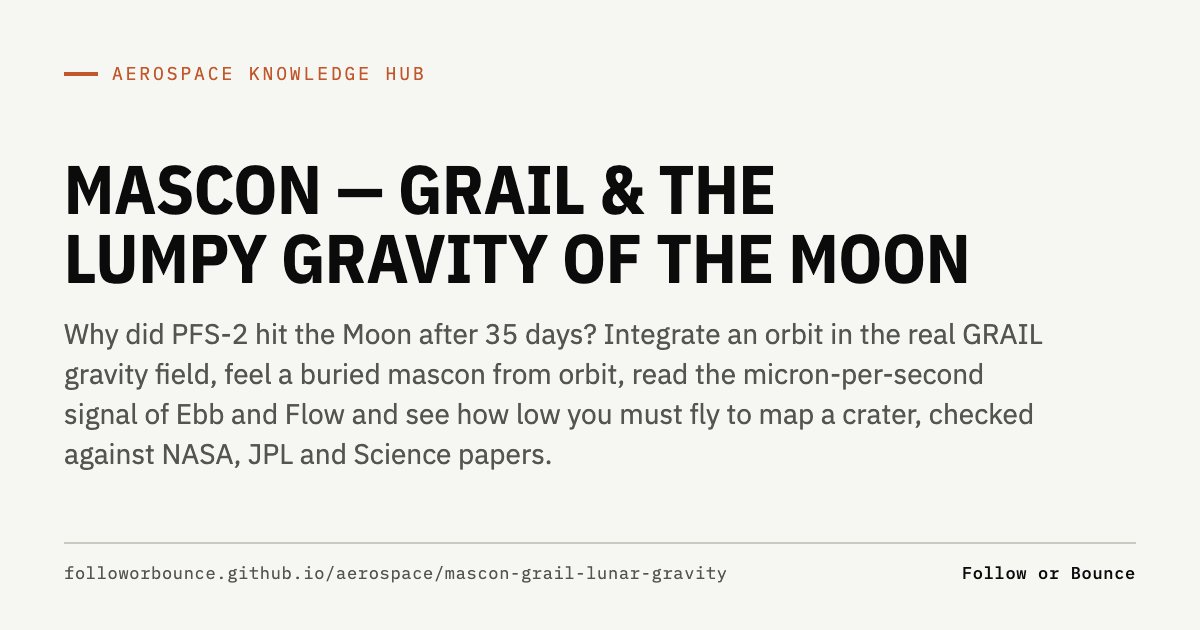 AEROSPACE KNOWLEDGE HUB
MASCON — GRAIL & THE
LUMPY GRAVITY OF THE MOON
Why did PFS-2 hit the Moon after 35 days? Integrate an orbit in the real GRAIL
gravity field, feel a buried mascon from orbit, read the micron-per-second
signal of Ebb and Flow and see how low you must fly to map a crater, checked
against NASA, JPL and Science papers.
followorbounce.github.io/aerospace/mascon-grail-lunar-gravity
Follow or Bounce